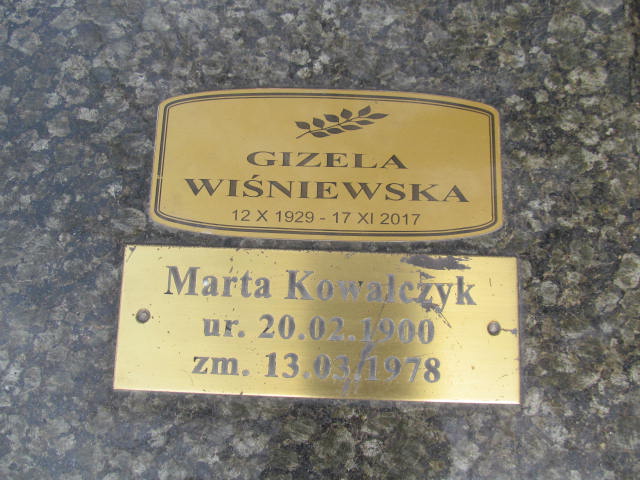 GIZELA
WIŚNIEWSKA
12 X 1929 - 17 XI 2017
Marta Kowalczyk
ur. 20.02.1900
zm. 13.03.1978